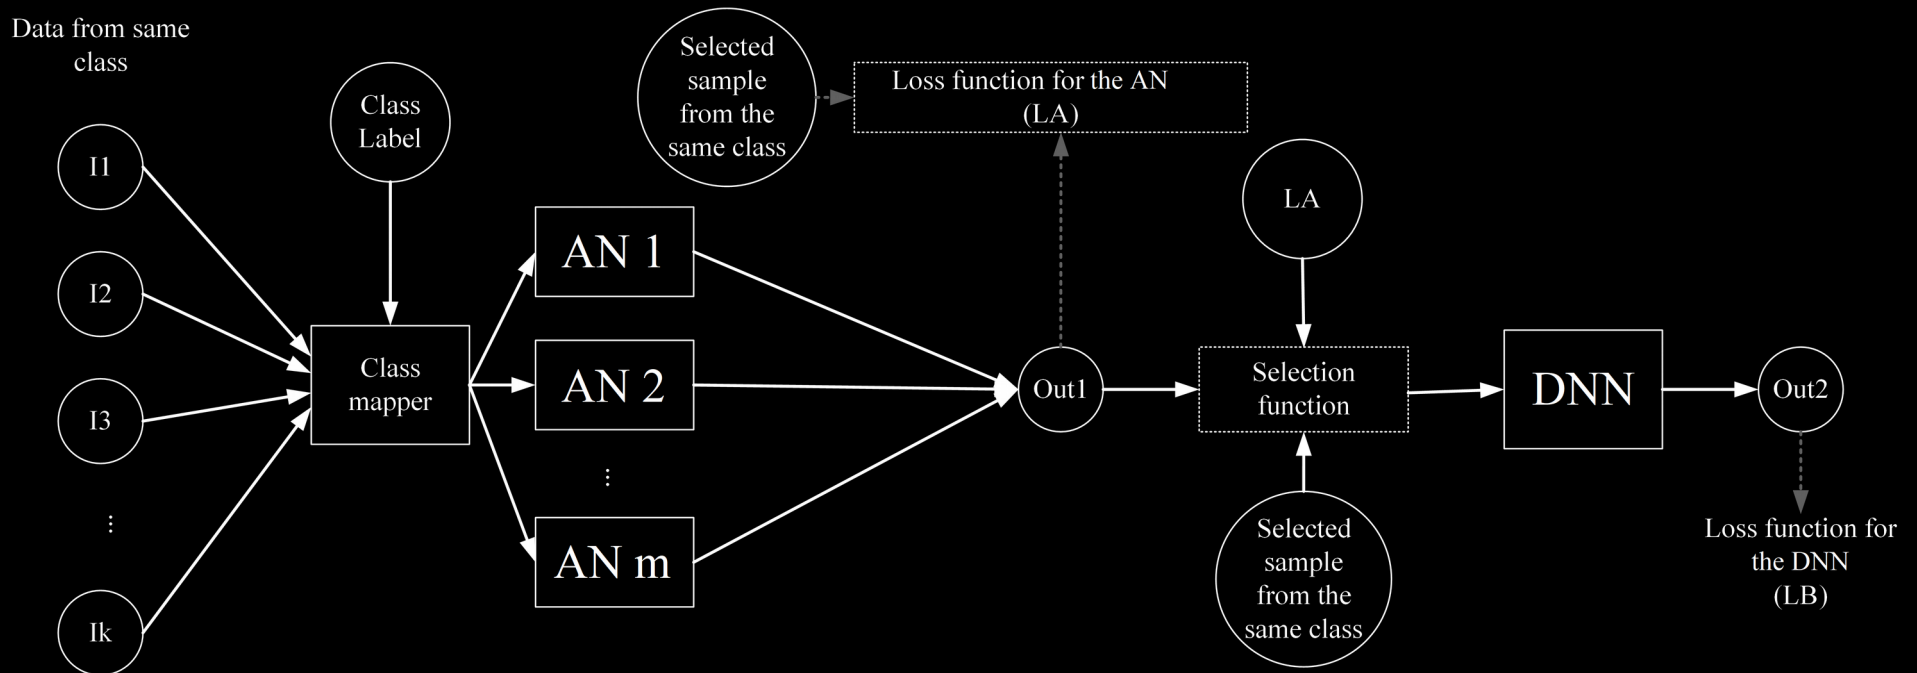 Data from same
class
I1
I2
I3
⋮
Ik
Class
Label
Class
mapper
AN 1
AN 2
⋮
AN m
Selected
sample
from the
same class
Loss function for the AN
(LA)
Out1
LA
Selection
function
Selected
sample
from the
same class
DNN
Out2
Loss function for
the DNN
(LB)